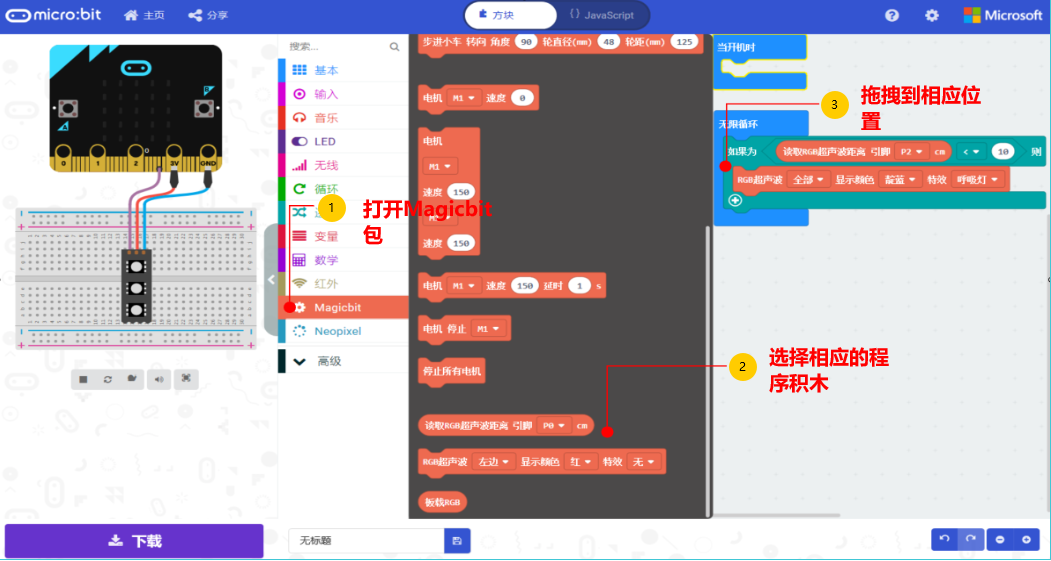 micro:bit
主页
分享
方块
{} JavaScript
Microsoft
0 1 2 3V GND
下载
搜索...
基本
输入
音乐
LED
无线
循环
变量
数学
红外
Magicbit
Neopixel
高级
步进小车 转向 角度 90 轮直径(mm) 48 轮距(mm) 125
电机 M1 速度 0
电机
M1
速度 150
速度 150
电机 M1 速度 150 延时 1 s
电机 停止 M1
停止所有电机
读取RGB超声波距离 引脚 P0 cm
RGB超声波 左边 显示颜色 红 特效 无
板载RGB
当开机时
无限循环
如果为 读取RGB超声波距离 引脚 P2 cm < 10 则
RGB超声波 全部 显示颜色 靛蓝 特效 呼吸灯
1
打开Magicbit
包
2
选择相应的程
序积木
3
拖拽到相应位
置
无标题